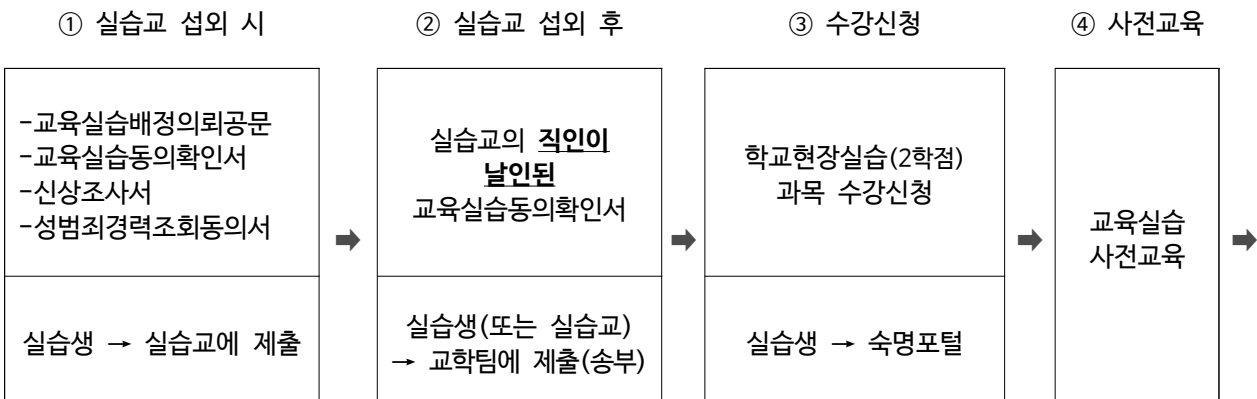 ① 실습교 섭외 시
② 실습교 섭외 후
③ 수강신청
④ 사전교육
-교육실습배정의뢰공문
-교육실습동의확인서
-신상조사서
-성범죄경력조회동의서
실습생 → 실습교에 제출
➡
실습교의 직인이
날인된
교육실습동의확인서
실습생(또는 실습교)
→ 교학팀에 제출(송부)
➡
학교현장실습(2학점)
과목 수강신청
실습생 → 숙명포털
➡
교육실습
사전교육
➡